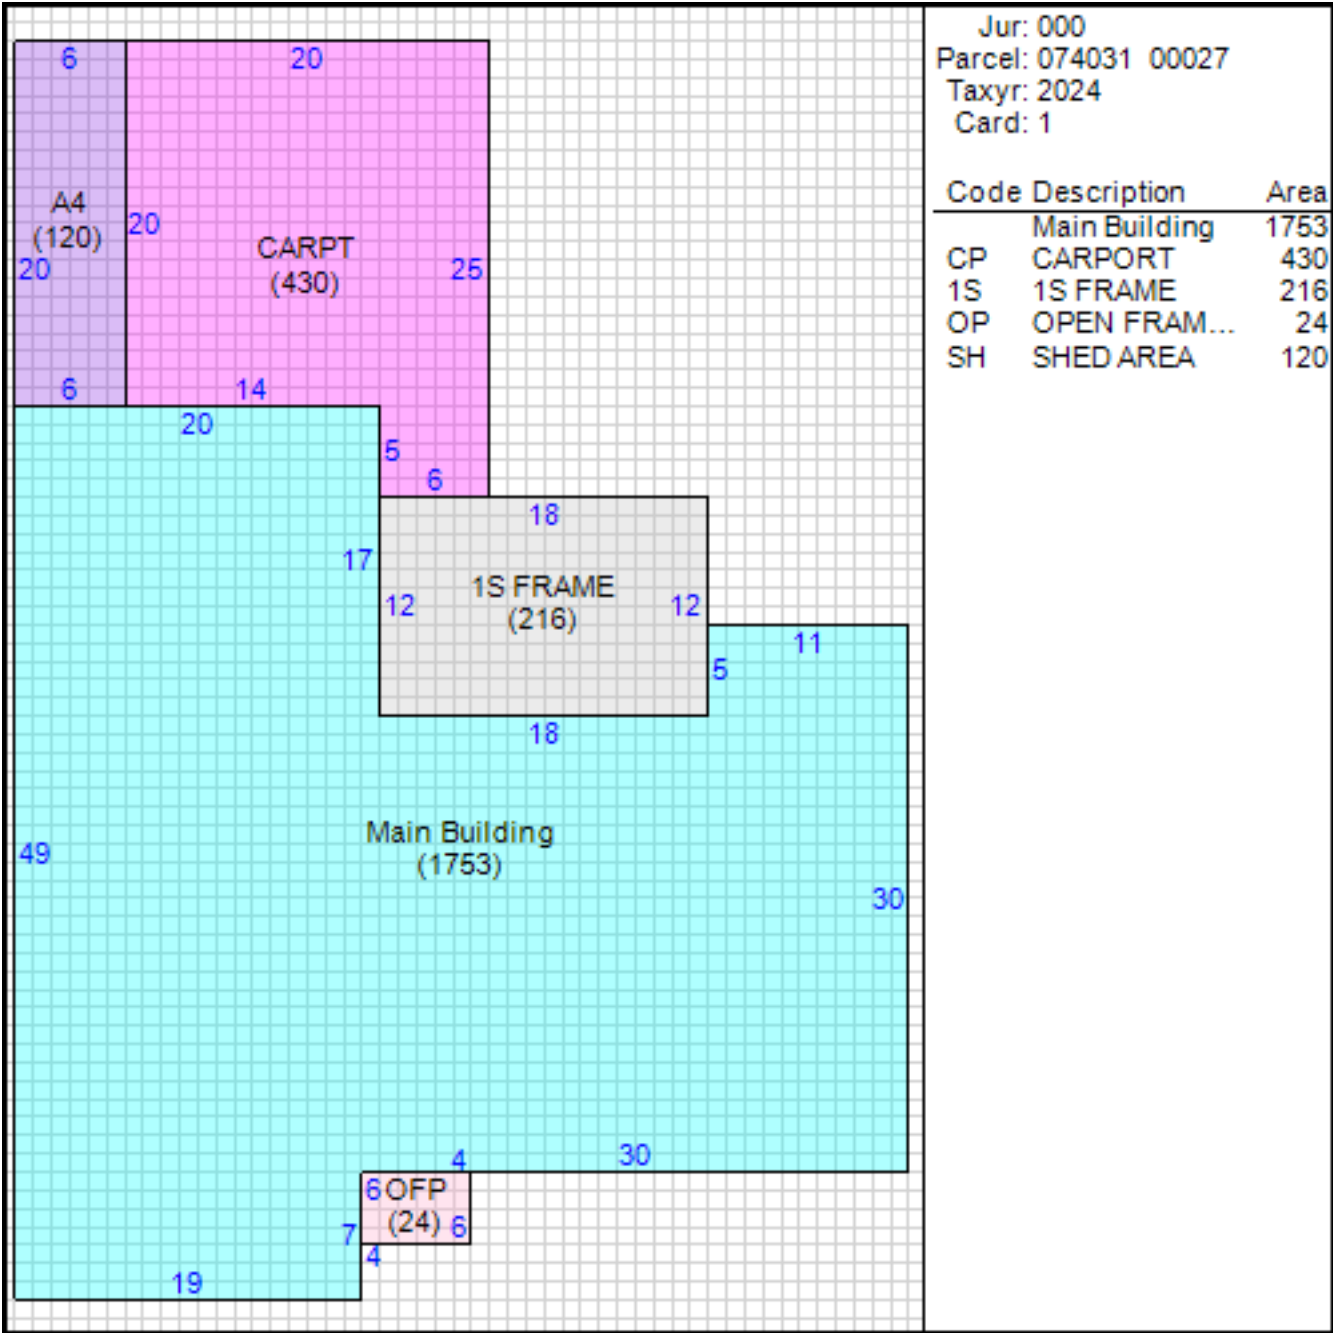 Jur: 000
Parcel: 074031 00027
Taxyr: 2024
Card: 1
Code Description Area
Main Building 1753
CP CARPORT 430
1S 1S FRAME 216
OP OPEN FRAM... 24
SH SHED AREA 120
6
20
A4
(120)
20
20
CARPT
(430)
25
6
14
20
5
6
18
17
1S FRAME
(216)
12
12
11
5
18
Main Building
(1753)
49
30
4
30
6 OFP
(24) 6
7
4
19